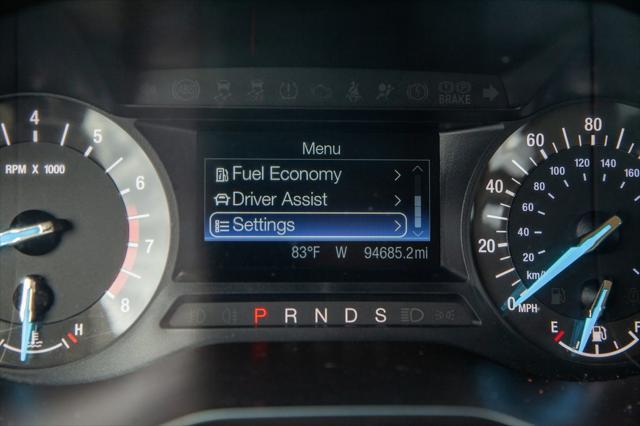 ABS
BRAKE
Menu
Fuel Economy
Driver Assist
Settings
83°F W 94685.2mi
P R N D S
4
5
6
7
8
RPM X 1000
H
0
20
40
60
80
20
40
60
80
100
120
140
160
km/h
MPH
E
F